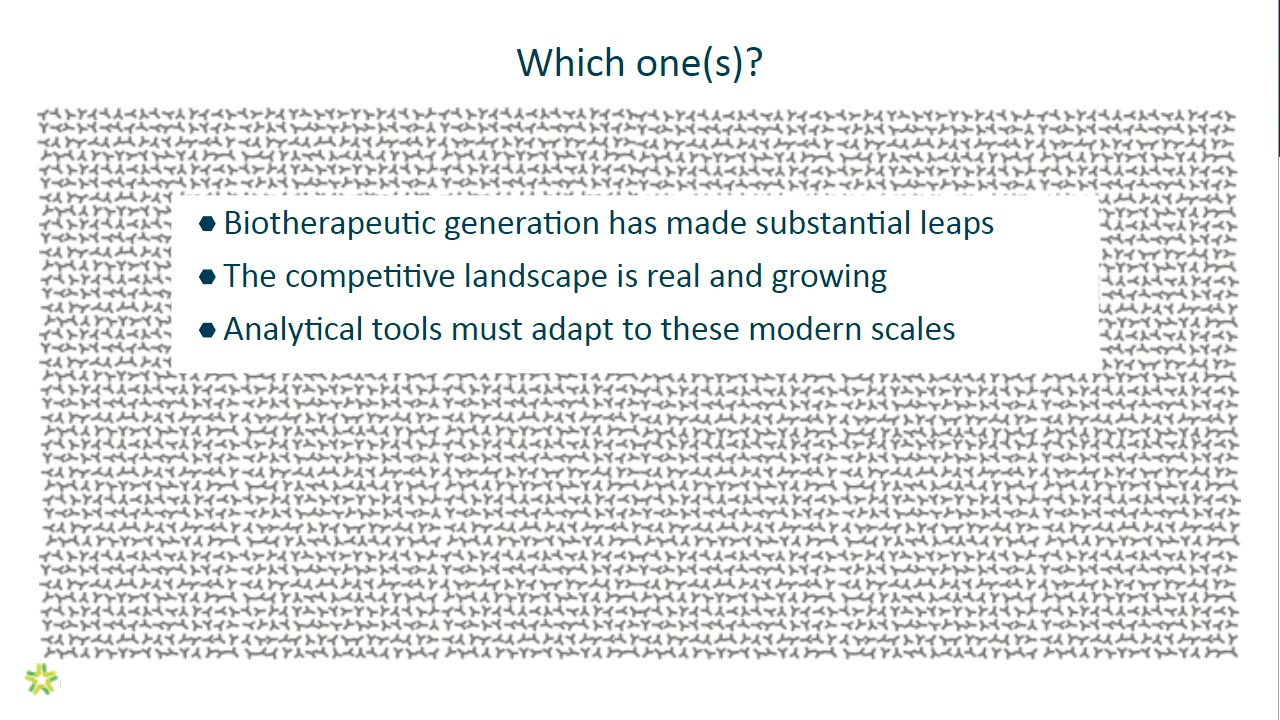 Which one(s)?
Biotherapeutic generation has made substantial leaps
The competitive landscape is real and growing
Analytical tools must adapt to these modern scales